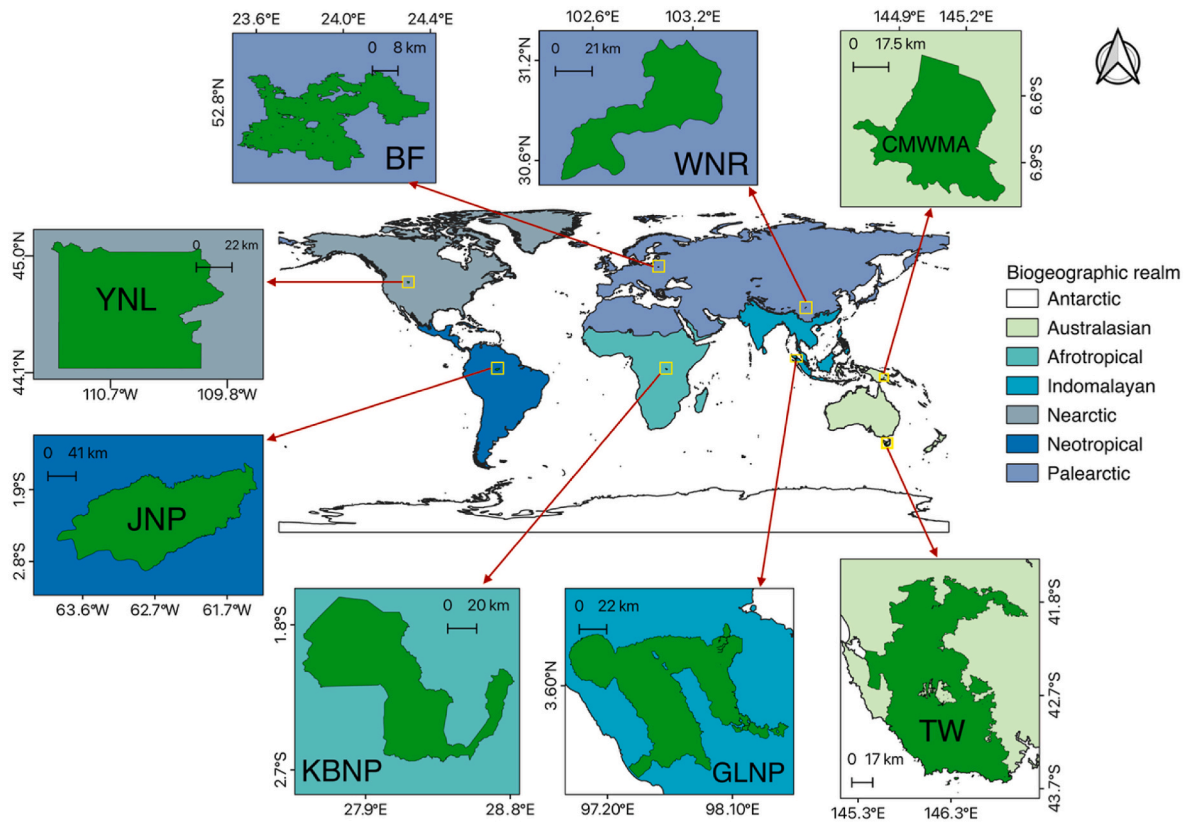 23.6°E 24.0°E 24.4°E
52.8°N
0 8 km
BF
102.6°E 103.2°E
31.2°N
30.6°N
0 21 km
WNR
144.9°E 145.2°E
0 17.5 km
CMWMA
6.6°S
6.9°S
45.0°N
44.1°N
0 22 km
YNL
110.7°W 109.8°W
Biogeographic realm
Antarctic
Australasian
Afrotropical
Indomalayan
Nearctic
Neotropical
Palearctic
1.9°S
2.8°S
0 41 km
JNP
63.6°W 62.7°W 61.7°W
1.8°S
2.7°S
0 20 km
KBNP
27.9°E 28.8°E
3.60°N
0 22 km
GLNP
97.20°E 98.10°E
41.8°S
42.7°S
43.7°S
TW
0 17 km
145.3°E 146.3°E